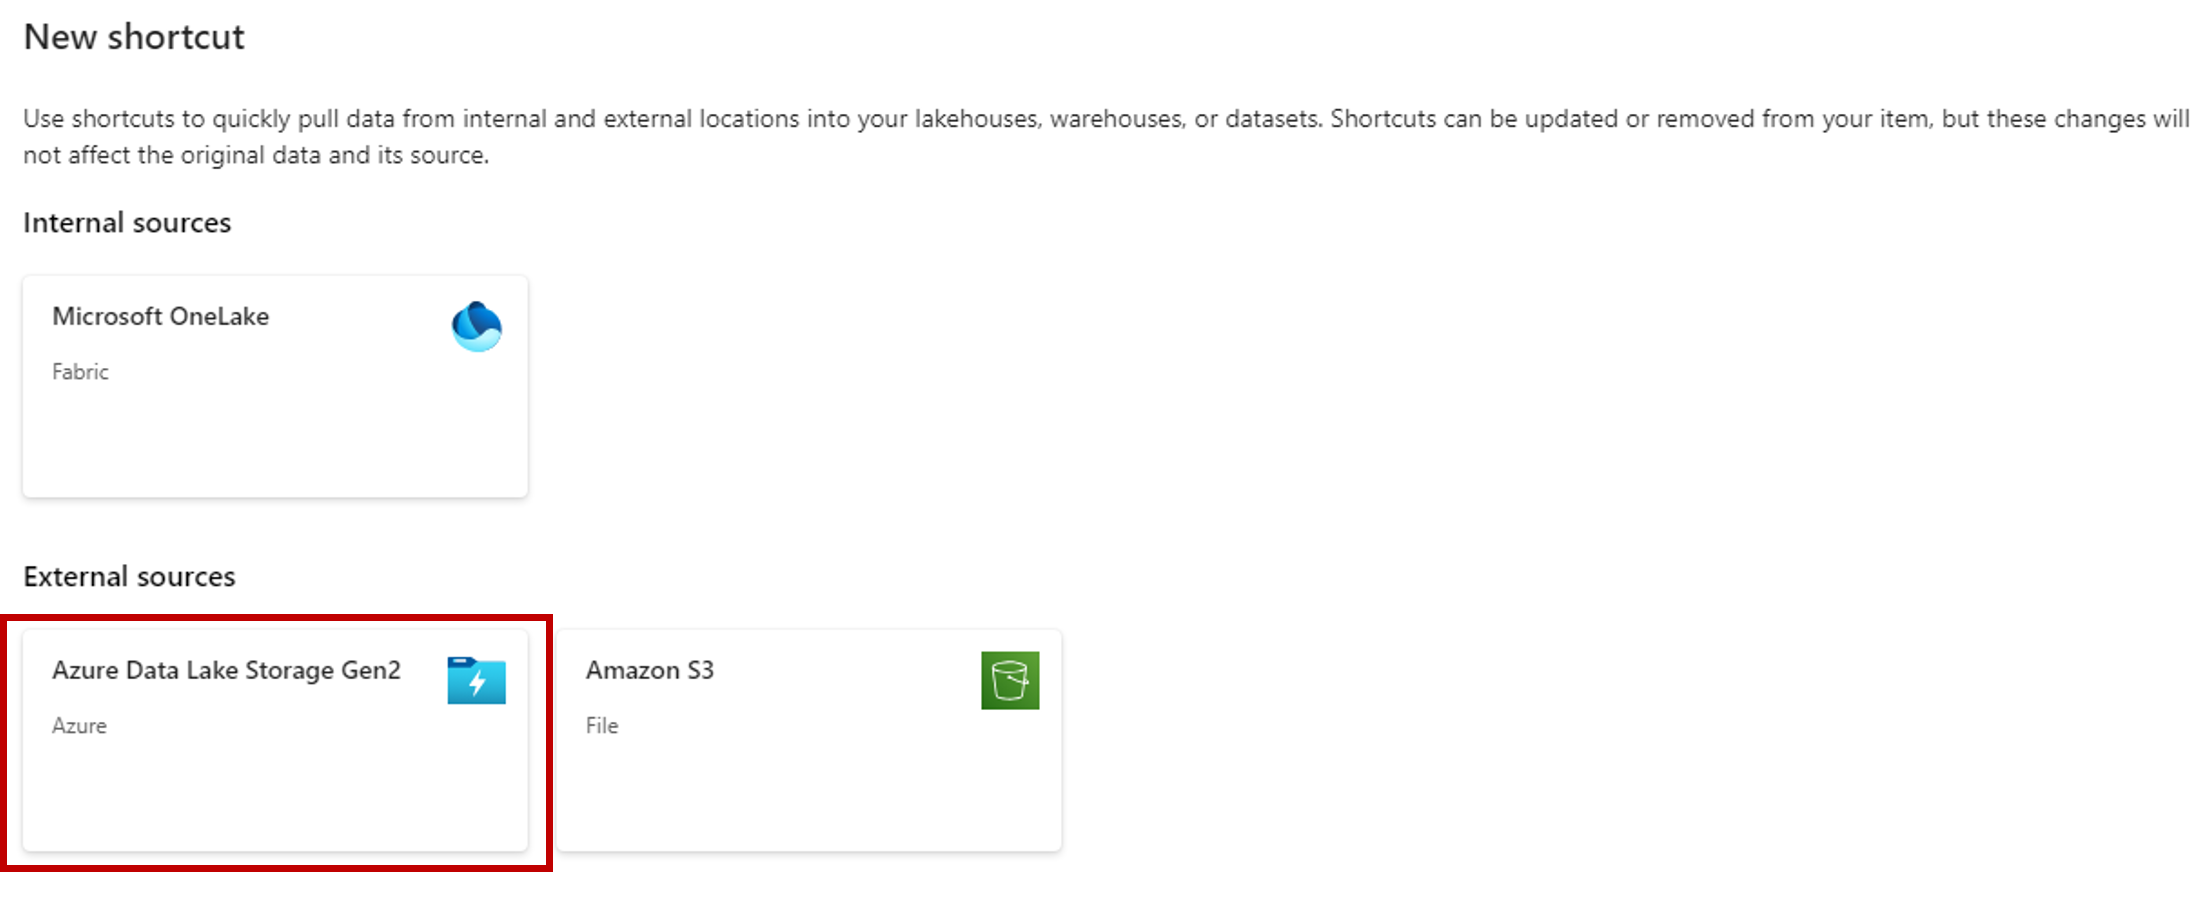 New shortcut
Use shortcuts to quickly pull data from internal and external locations into your lakehouses, warehouses, or datasets. Shortcuts can be updated or removed from your item, but these changes will
not affect the original data and its source.
Internal sources
Microsoft OneLake
Fabric
External sources
Azure Data Lake Storage Gen2
Azure
Amazon S3
File